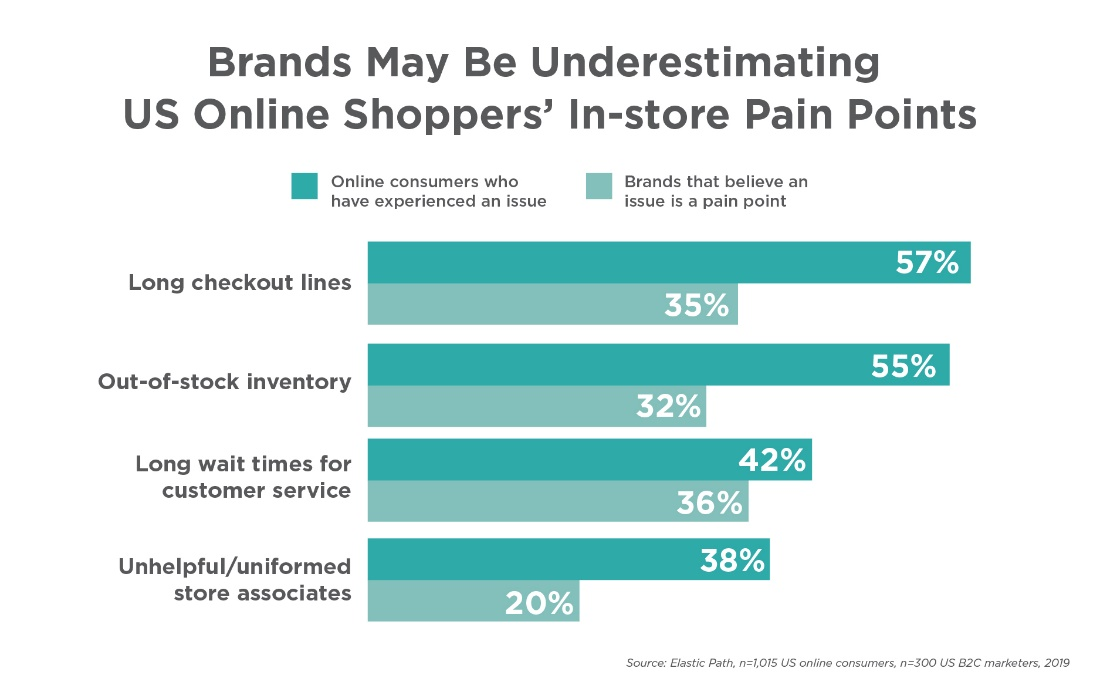 Brands May Be Underestimating
US Online Shoppers’ In-store Pain Points
Online consumers who
have experienced an issue
Brands that believe an
issue is a pain point
Long checkout lines
57%
35%
Out-of-stock inventory
55%
32%
Long wait times for
customer service
42%
36%
Unhelpful/uniformed
store associates
38%
20%
Source: Elastic Path, n=1,015 US online consumers, n=300 US B2C marketers, 2019